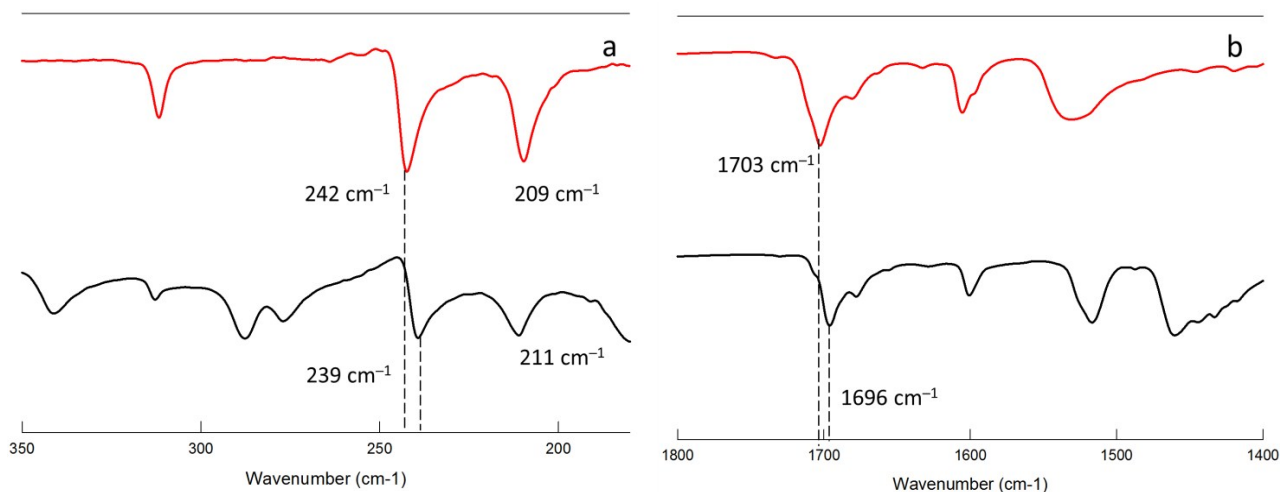 a
242 cm⁻¹
209 cm⁻¹
239 cm⁻¹
211 cm⁻¹
350
300
250
200
Wavenumber (cm-1)
b
1703 cm⁻¹
1696 cm⁻¹
1800
1700
1600
1500
1400
Wavenumber (cm-1)